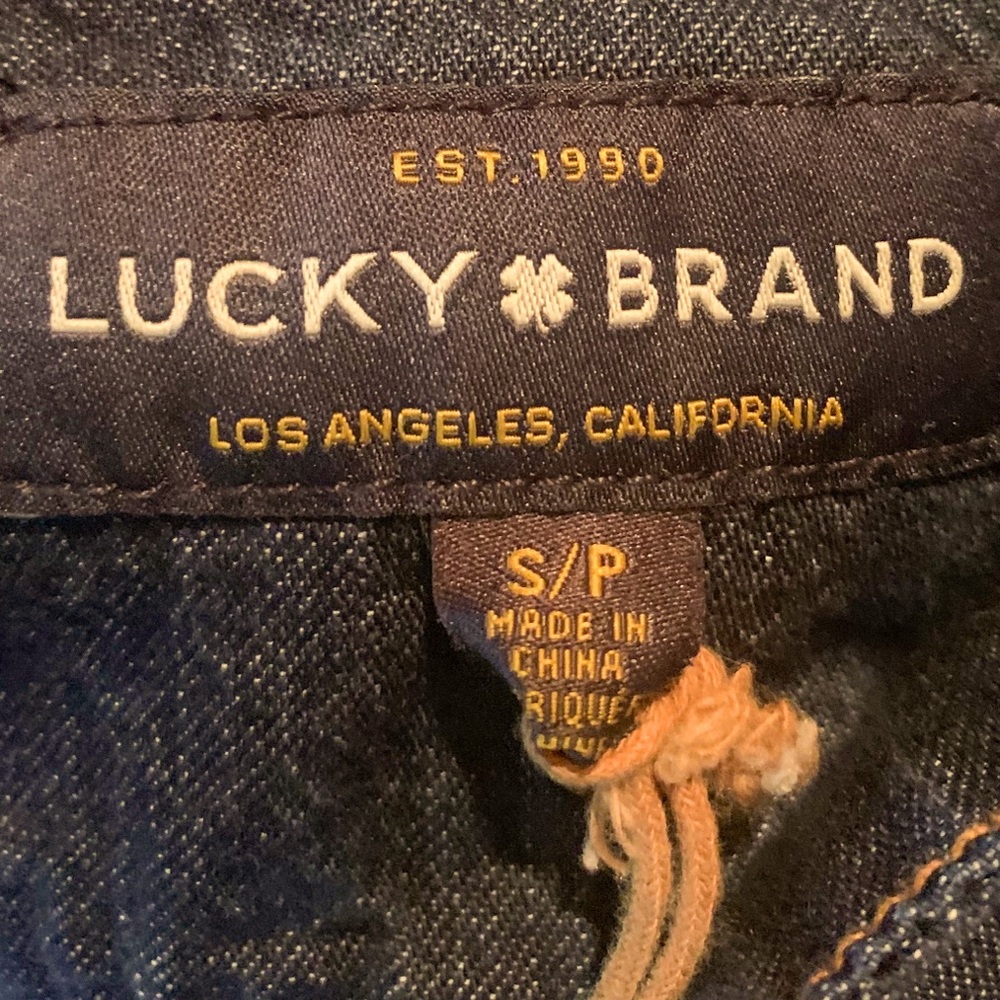 EST. 1990
LUCKY BRAND
LOS ANGELES, CALIFORNIA
S/P
MADE IN
CHINA